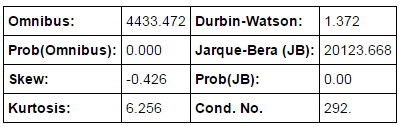 Omnibus: 4433.472 Durbin-Watson: 1.372
Prob(Omnibus): 0.000 Jarque-Bera (JB): 20123.668
Skew: -0.426 Prob(JB): 0.00
Kurtosis: 6.256 Cond. No. 292.